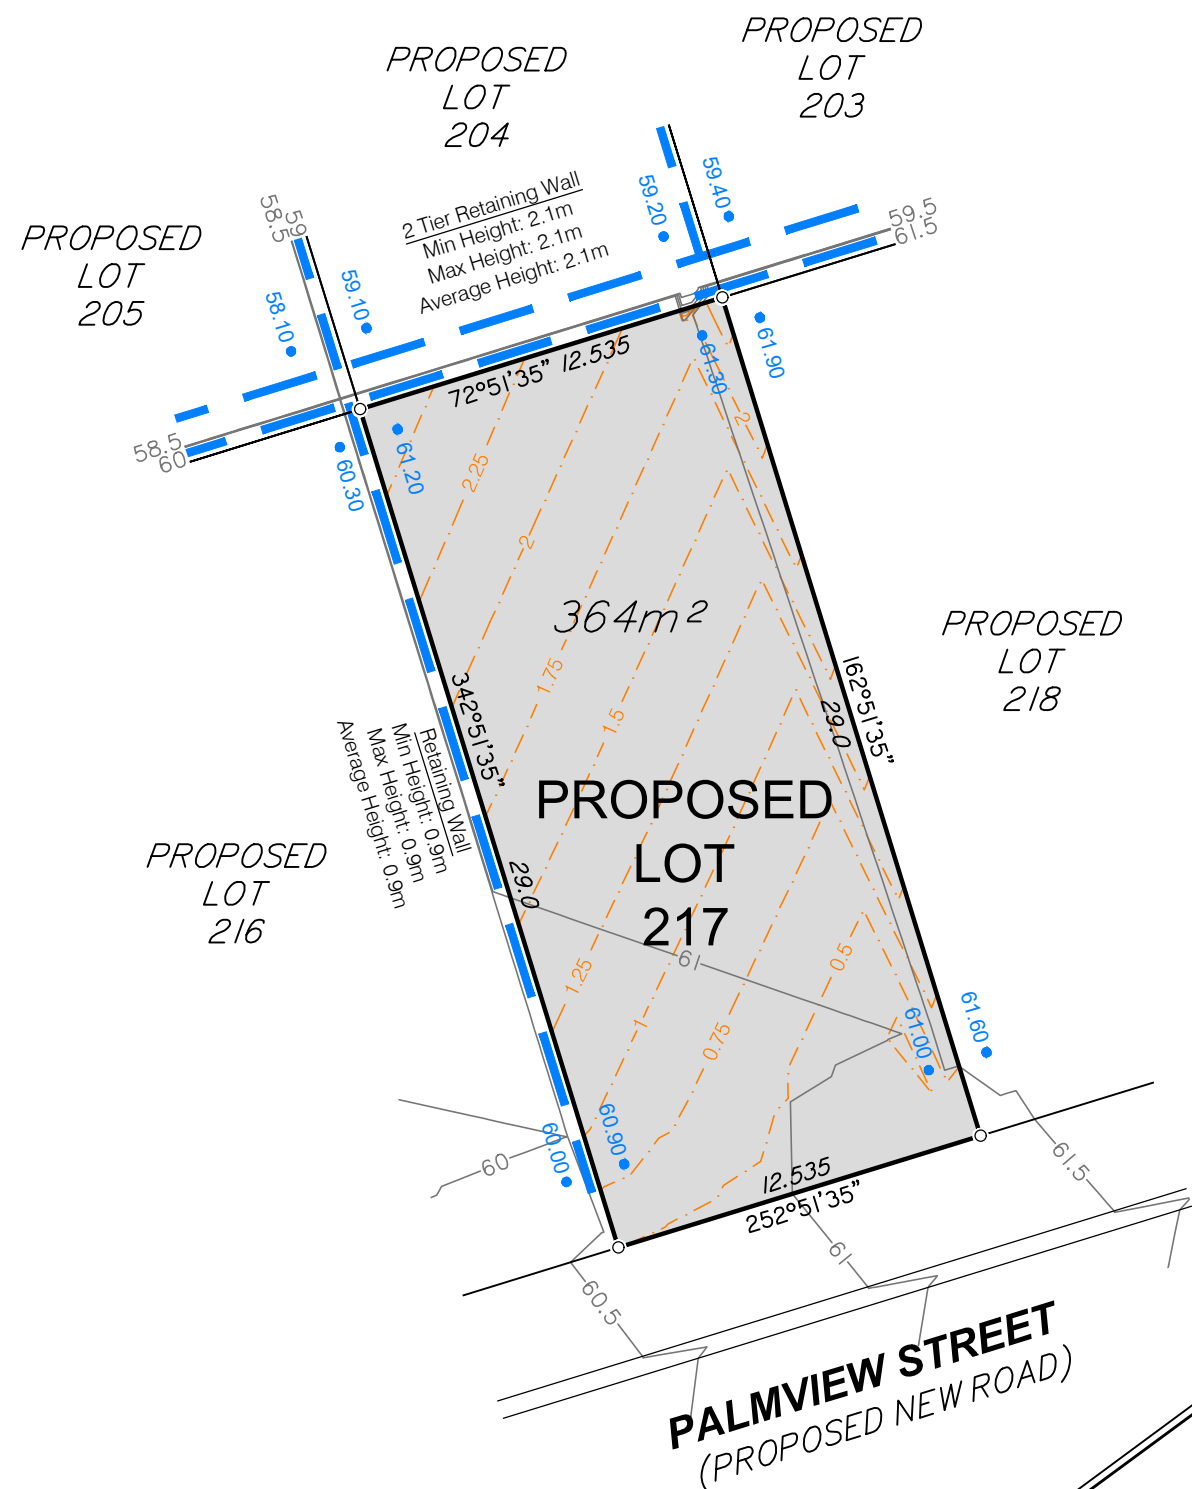 PROPOSED
LOT
203
PROPOSED
LOT
204
PROPOSED
LOT
205
58.5
59
59.10
58.10
2 Tier Retaining Wall
Min Height: 2.1m
Max Height: 2.1m
Average Height: 2.1m
59.20
59.40
59.5
61.5
61.90
61.30
72°51'35" 12.535
58.5
60
60.30
61.20
2.25
2
2
364m²
1.75
1.5
342°51'35"
29.0
162°51'35"
29.0
PROPOSED
LOT
218
Retaining Wall
Min Height: 0.9m
Max Height: 0.9m
Average Height: 0.9m
PROPOSED
LOT
217
PROPOSED
LOT
216
61
1.25
1
0.75
0.5
61.00
61.60
60.90
60.00
60
12.535
252°51'35"
61.5
61
60.5
PALMVIEW STREET
(PROPOSED NEW ROAD)